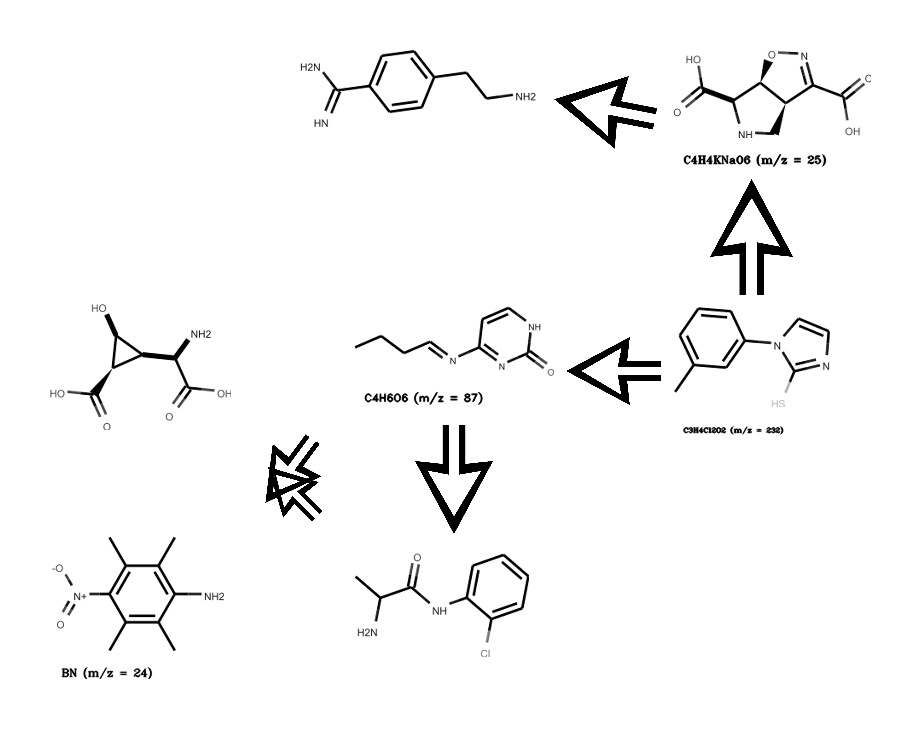 H2N
HN
NH2
HO
O
O
N
O
OH
NH
C4H4KNaO6 (m/z = 25)
HO
NH2
HO
O
O
OH
NH
N
N
O
C4H6O6 (m/z = 87)
N
N
HS
C3H4Cl2O2 (m/z = 232)
-O
N+
O
NH2
BN (m/z = 24)
O
NH
H2N
Cl